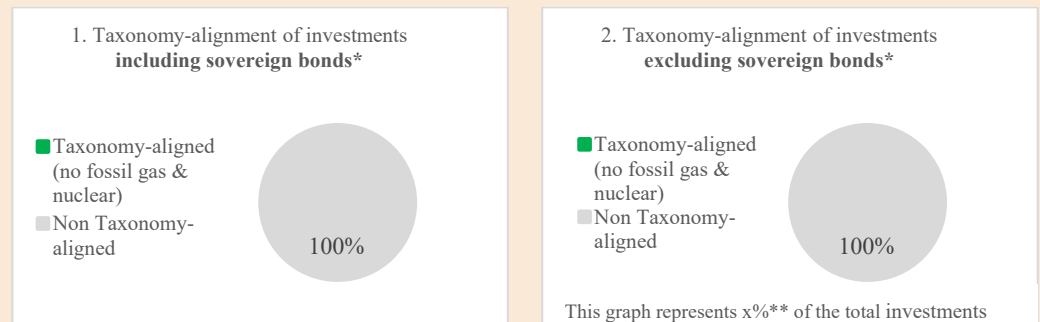 1. Taxonomy-alignment of investments
including sovereign bonds*
Taxonomy-aligned
(no fossil gas &
nuclear)
Non Taxonomy-
aligned
100%
2. Taxonomy-alignment of investments
excluding sovereign bonds*
Taxonomy-aligned
(no fossil gas &
nuclear)
Non Taxonomy-
aligned
100%
This graph represents x%** of the total investments